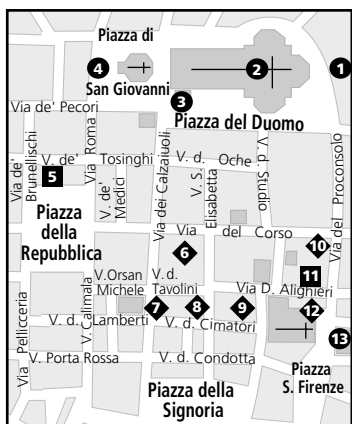 Piazza di
4
2
1
San Giovanni
3
Via de' Pecori
Piazza del Duomo
Via de'
Brunellischi
Via Roma
V. de' Tosinghi
V. d. Oche
V. d. Studio
5
V. de'
Medici
Via dei Calzaiuoli
V. S.
Elisabetta
Via del Proconsolo
Piazza
della
Repubblica
Via del Corso
6
10
11
V. Orsan
Michele
V. d.
Tavolini
Via D. Alighieri
V. Calimala
7
8
9
12
Via Pellicceria
V. d. Lamberti
V. d. Cimatori
13
V. Porta Rossa
V. d. Condotta
Piazza
S. Firenze
Piazza della
Signoria